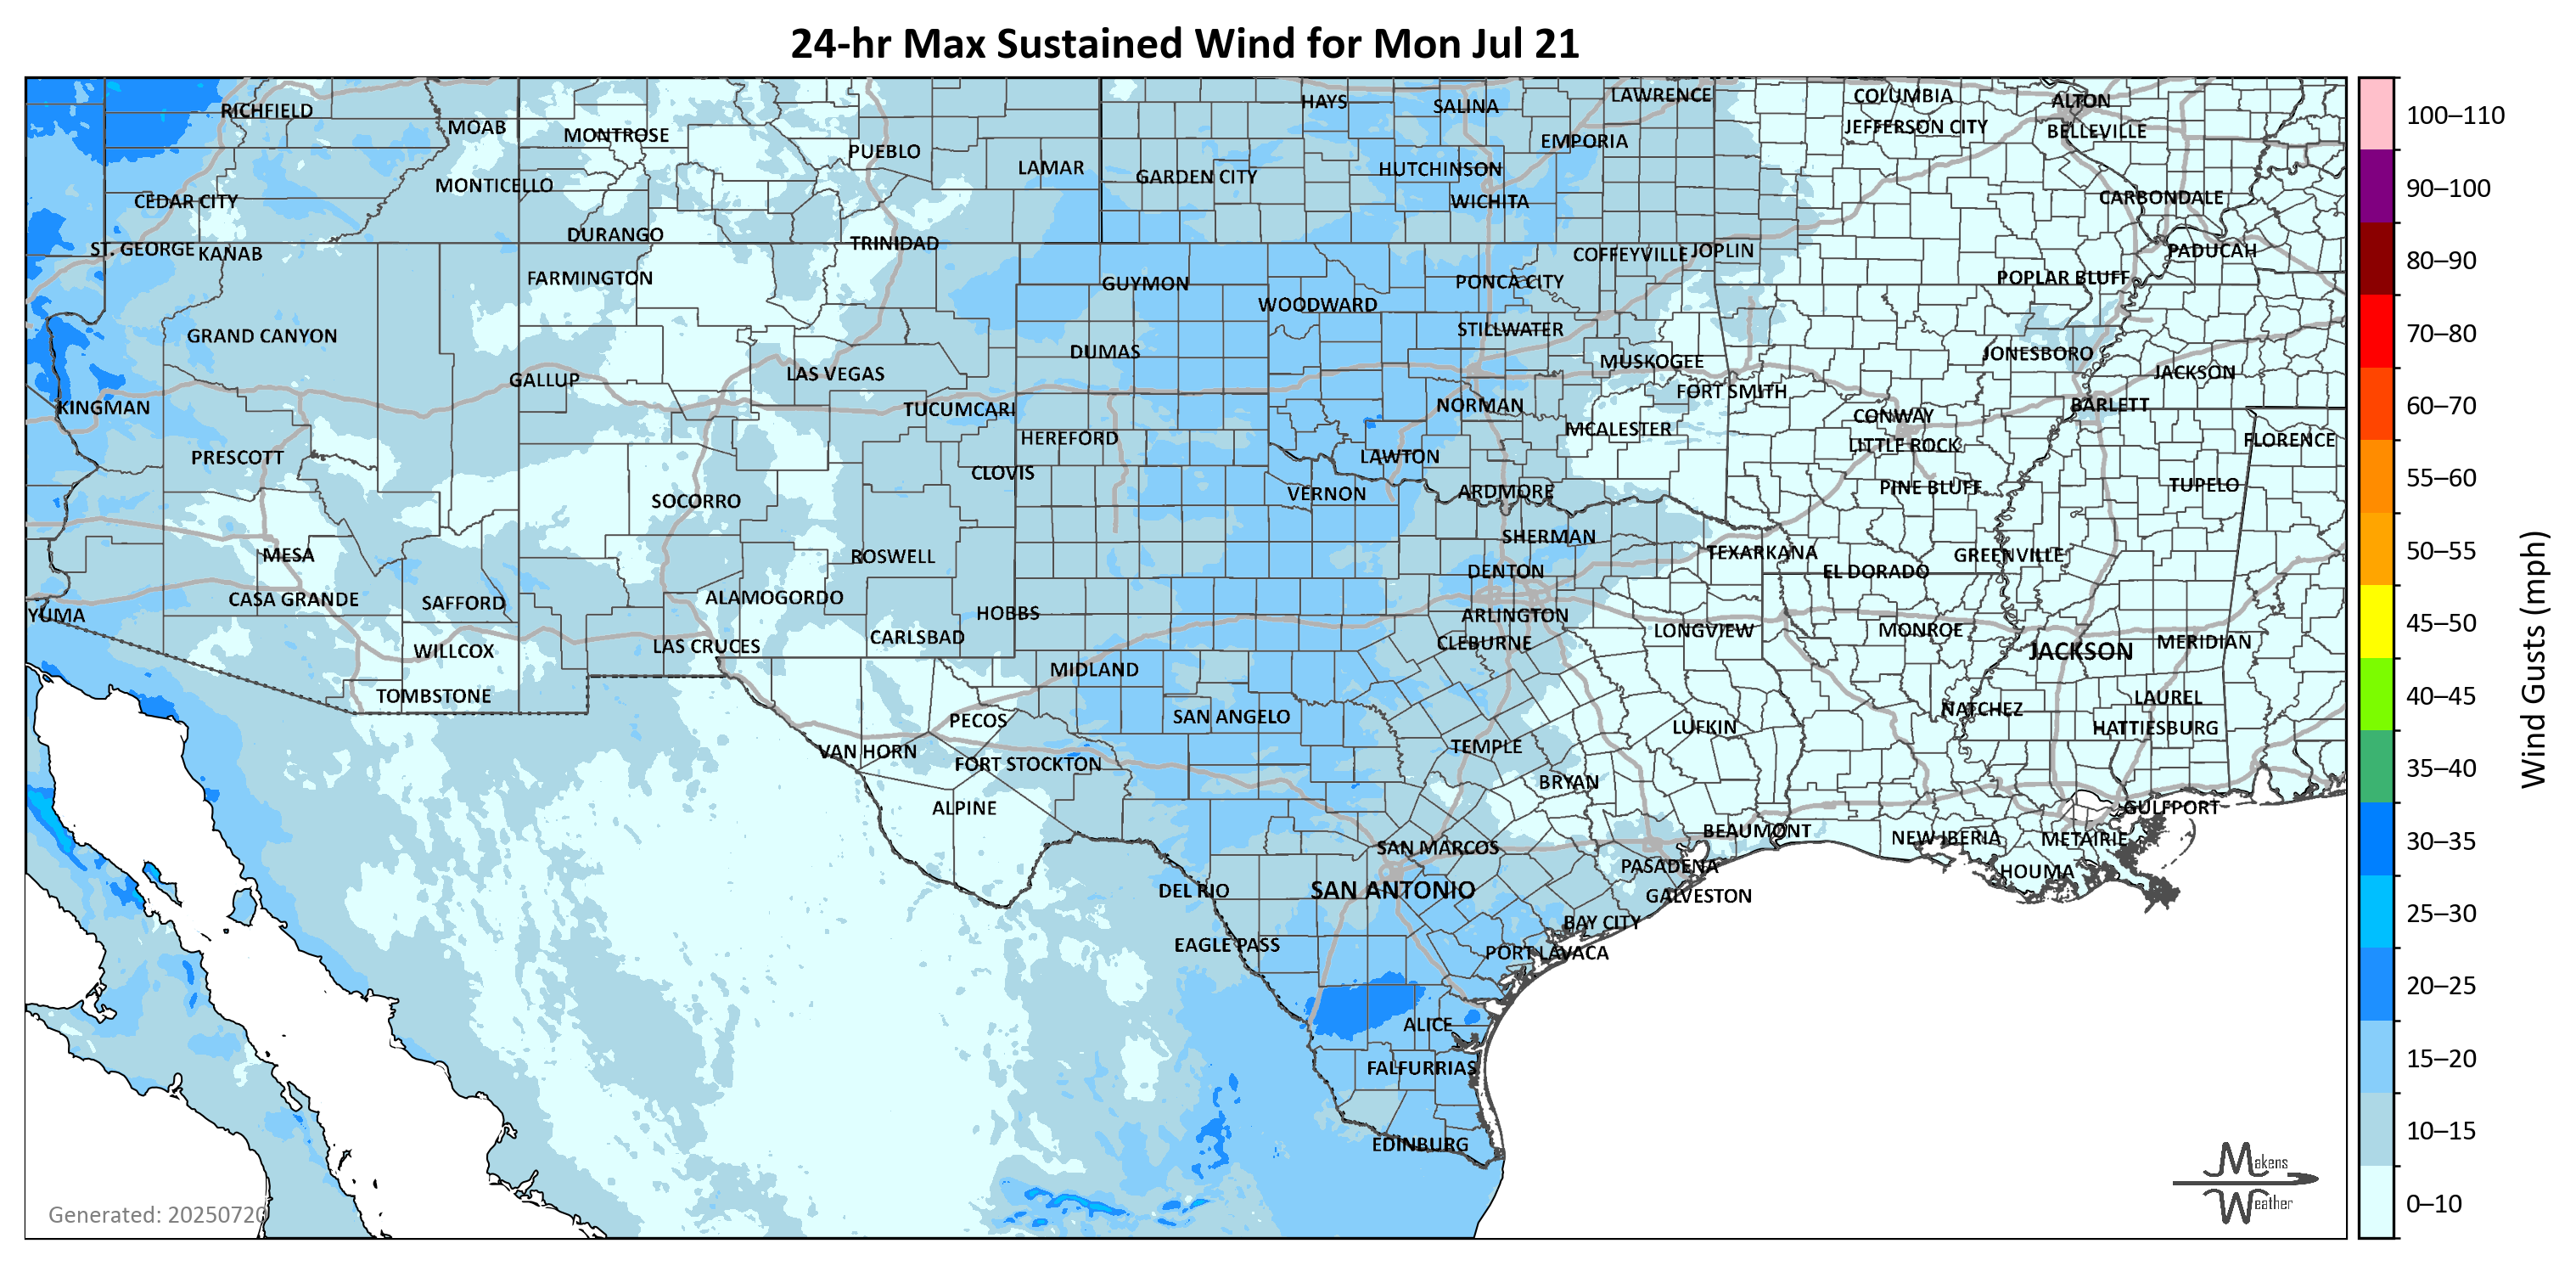 24-hr Max Sustained Wind for Mon Jul 21
RICHFIELD
MOAB
MONTROSE
PUEBLO
LAMAR
HAYS
SALINA
LAWRENCE
COLUMBIA
ALTON
JEFFERSON CITY
BELLEVILLE
EMPORIA
HUTCHINSON
GARDEN CITY
MONTICELLO
CEDAR CITY
WICHITA
CARBONDALE
DURANGO
TRINIDAD
ST. GEORGE
KANAB
COFFEYVILLE
JOPLIN
PADUCAH
FARMINGTON
GUYMON
PONCA CITY
POPLAR BLUFF
WOODWARD
GRAND CANYON
STILLWATER
DUMAS
MUSKOGEE
JONESBORO
GALLUP
LAS VEGAS
FORT SMITH
JACKSON
KINGMAN
TUCUMCARI
NORMAN
CONWAY
BARLETT
HEREFORD
MCALESTER
LITTLE ROCK
FLORENCE
PRESCOTT
CLOVIS
LAWTON
SOCORRO
VERNON
ARDMORE
PINE BLUFF
TUPELO
MESA
ROSWELL
SHERMAN
TEXARKANA
GREENVILLE
DENTON
EL DORADO
YUMA
CASA GRANDE
SAFFORD
ALAMOGORDO
HOBBS
ARLINGTON
WILLCOX
LAS CRUCES
CARLSBAD
CLEBURNE
LONGVIEW
MONROE
JACKSON
MERIDIAN
MIDLAND
TOMBSTONE
PECOS
SAN ANGELO
LUFKIN
NATCHEZ
LAUREL
HATTIESBURG
VAN HORN
FORT STOCKTON
TEMPLE
BRYAN
ALPINE
GULFPORT
SAN MARCOS
BEAUMONT
NEW IBERIA
METAIRIE
PASADENA
HOUMA
DEL RIO
SAN ANTONIO
GALVESTON
BAY CITY
EAGLE PASS
PORT LAVACA
ALICE
FALFURRIAS
EDINBURG
Generated: 20250720
Makens
Weather
100–110
90–100
80–90
70–80
60–70
55–60
50–55
45–50
40–45
35–40
30–35
25–30
20–25
15–20
10–15
0–10
Wind Gusts (mph)